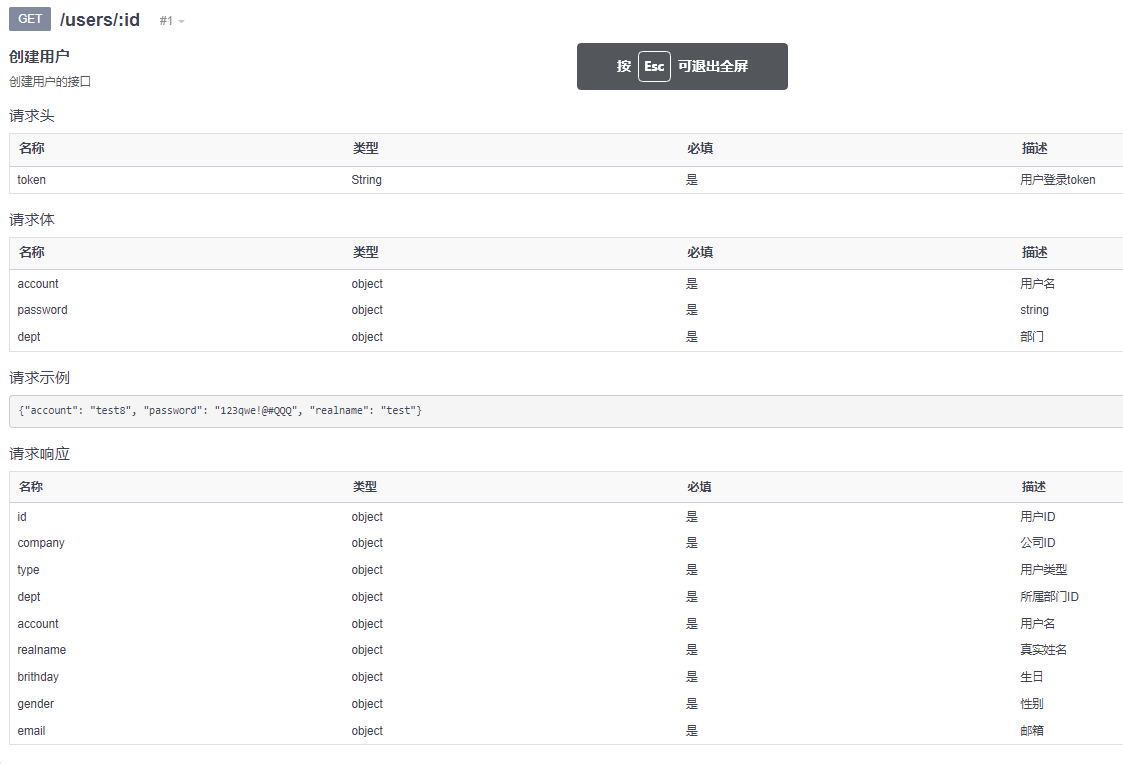 GET /users/:id #1
创建用户
按 Esc 可退出全屏
创建用户的接口
请求头
名称 类型 必填 描述
token String 是 用户登录token
请求体
名称 类型 必填 描述
account object 是 用户名
password object 是 string
dept object 是 部门
请求示例
{"account": "test8", "password": "123qwe!@#QQQ", "realname": "test"}
请求响应
名称 类型 必填 描述
id object 是 用户ID
company object 是 公司ID
type object 是 用户类型
dept object 是 所属部门ID
account object 是 用户名
realname object 是 真实姓名
brithday object 是 生日
gender object 是 性别
email object 是 邮箱